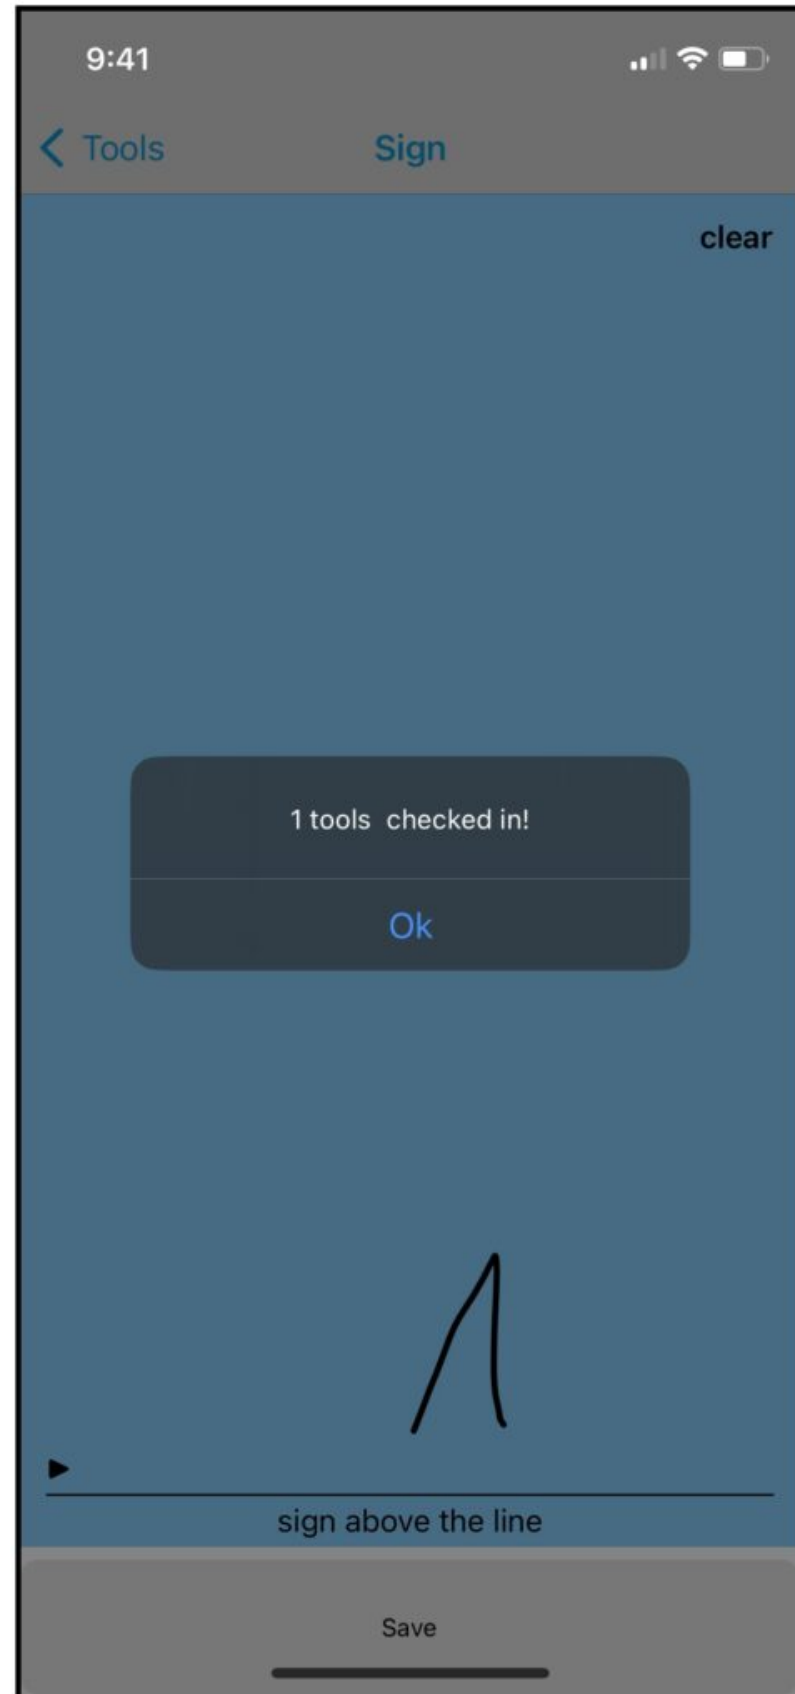 9:41
Tools Sign
clear
1 tools  checked in!
Ok
sign above the line
Save